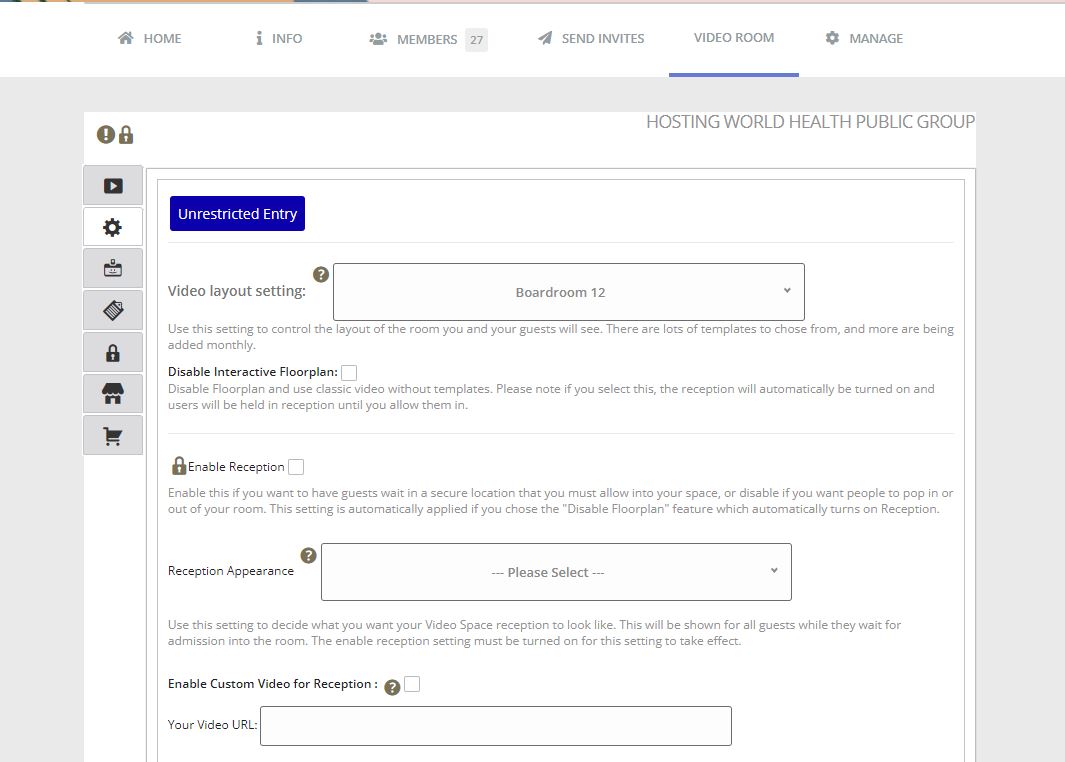 HOME INFO MEMBERS 27 SEND INVITES VIDEO ROOM MANAGE
HOSTING WORLD HEALTH PUBLIC GROUP
Unrestricted Entry
Video layout setting: ? Boardroom 12
Use this setting to control the layout of the room you and your guests will see. There are lots of templates to chose from, and more are being
added monthly.
Disable Interactive Floorplan:
Disable Floorplan and use classic video without templates. Please note if you select this, the reception will automatically be turned on and
users will be held in reception until you allow them in.
Enable Reception
Enable this if you want to have guests wait in a secure location that you must allow into your space, or disable if you want people to pop in or
out of your room. This setting is automatically applied if you chose the "Disable Floorplan" feature which automatically turns on Reception.
Reception Appearance ? --- Please Select ---
Use this setting to decide what you want your Video Space reception to look like. This will be shown for all guests while they wait for
admission into the room. The enable reception setting must be turned on for this setting to take effect.
Enable Custom Video for Reception : ?
Your Video URL: